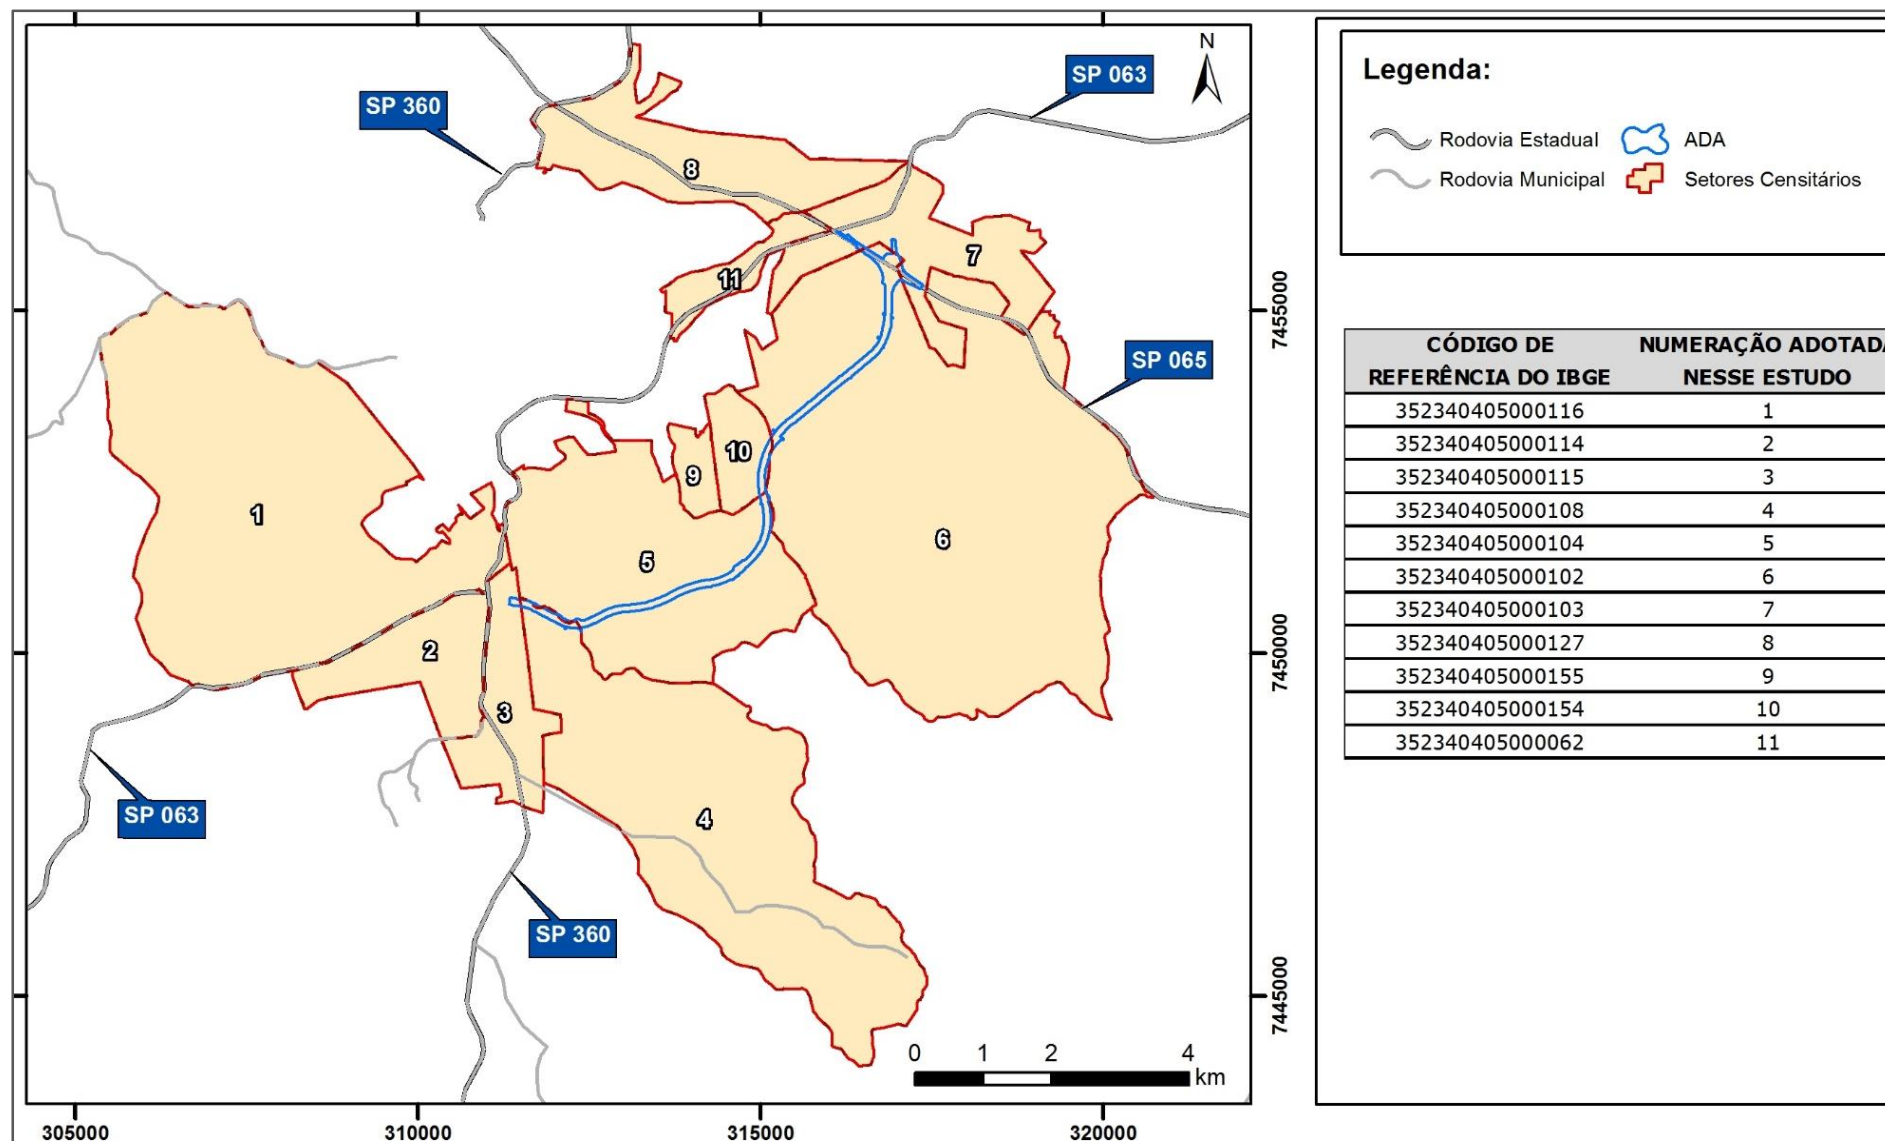 N
SP 063
SP 360
8
7
11
SP 065
10
9
1
6
5
2
3
4
SP 063
SP 360
0 1 2 4
km
7455000
7450000
7445000
305000 310000 315000 320000
Legenda:
Rodovia Estadual ADA
Rodovia Municipal Setores Censitários
CÓDIGO DE NUMERAÇÃO ADOTADA
REFERÊNCIA DO IBGE NESSE ESTUDO
352340405000116 1
352340405000114 2
352340405000115 3
352340405000108 4
352340405000104 5
352340405000102 6
352340405000103 7
352340405000127 8
352340405000155 9
352340405000154 10
352340405000062 11